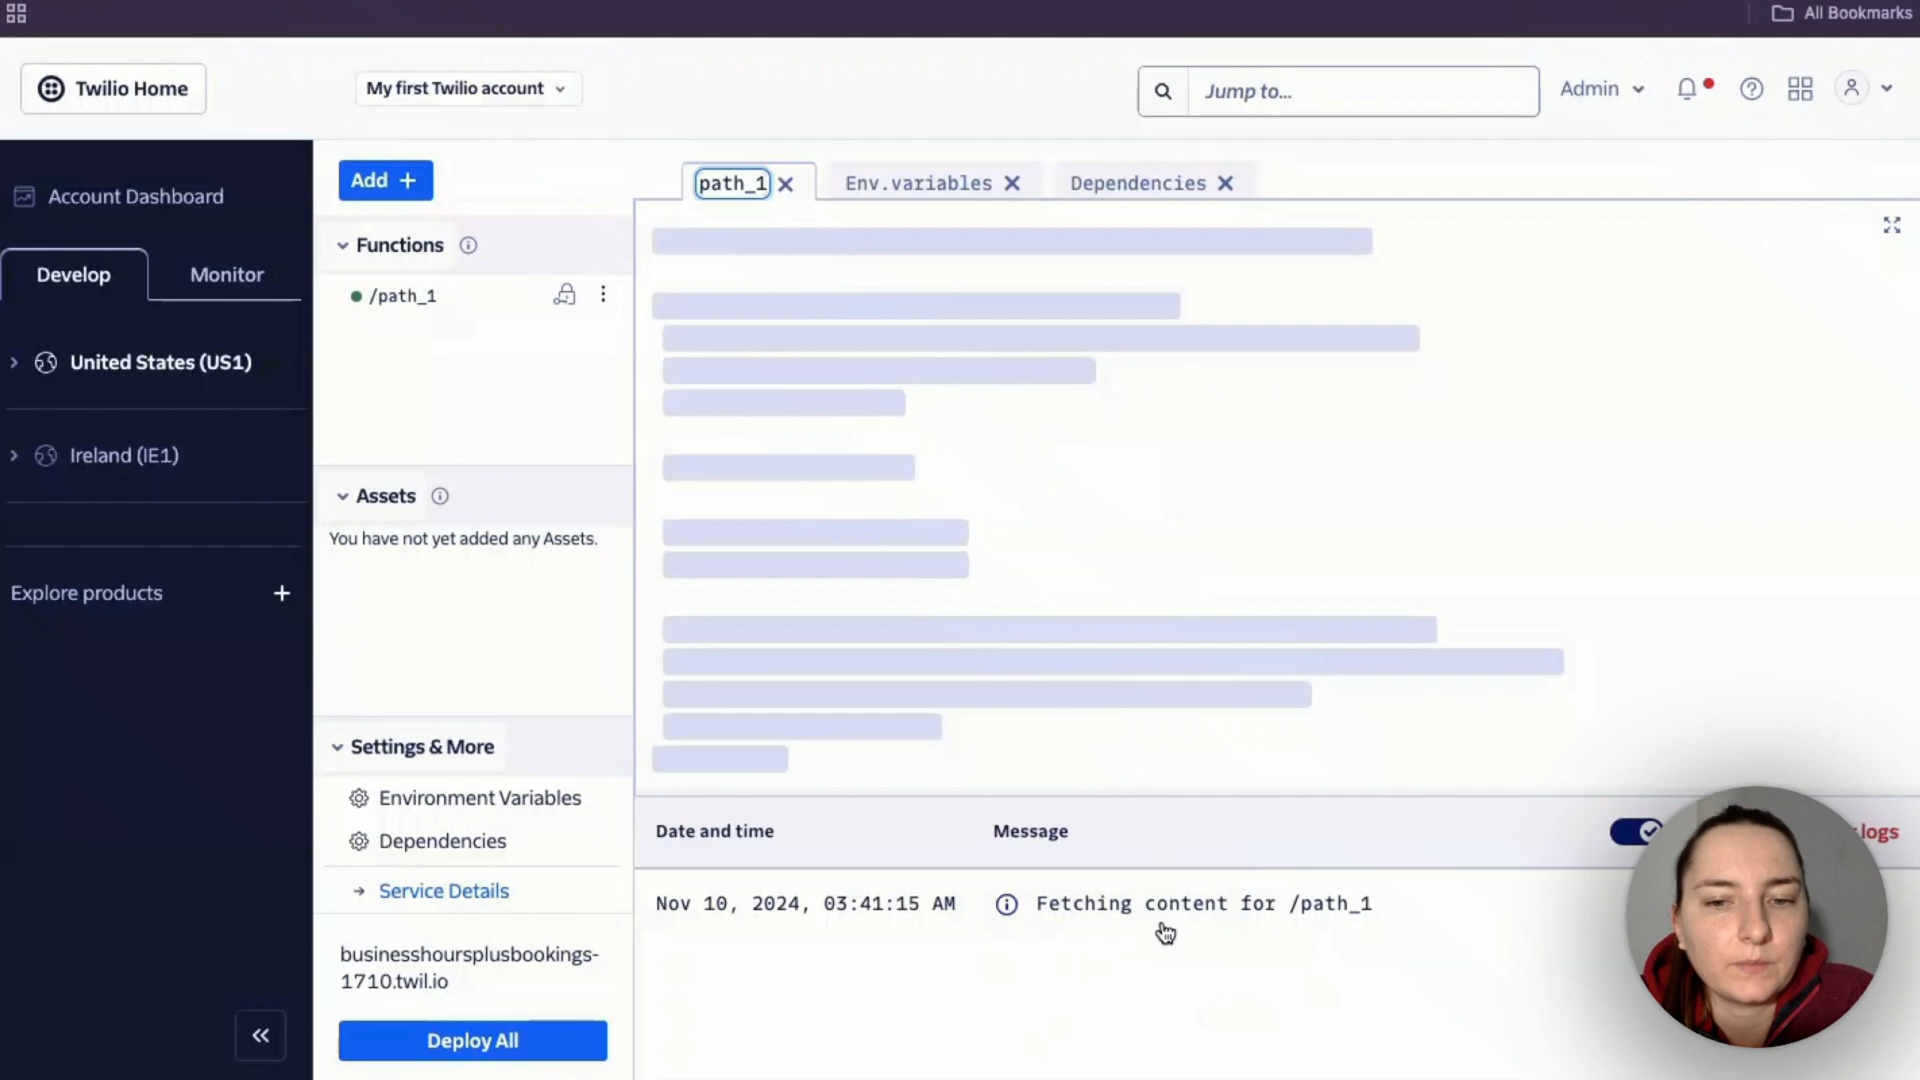 All Bookmarks
Twilio Home
My first Twilio account
Jump to...
Admin
Account Dashboard
Develop
Monitor
United States (US1)
Ireland (IE1)
Explore products
Add +
Functions
/path_1
Assets
You have not yet added any Assets.
Settings & More
Environment Variables
Dependencies
Service Details
businesshoursplusbookings-
1710.twil.io
Deploy All
path_1
Env.variables
Dependencies
Date and time
Message
logs
Nov 10, 2024, 03:41:15 AM
Fetching content for /path_1